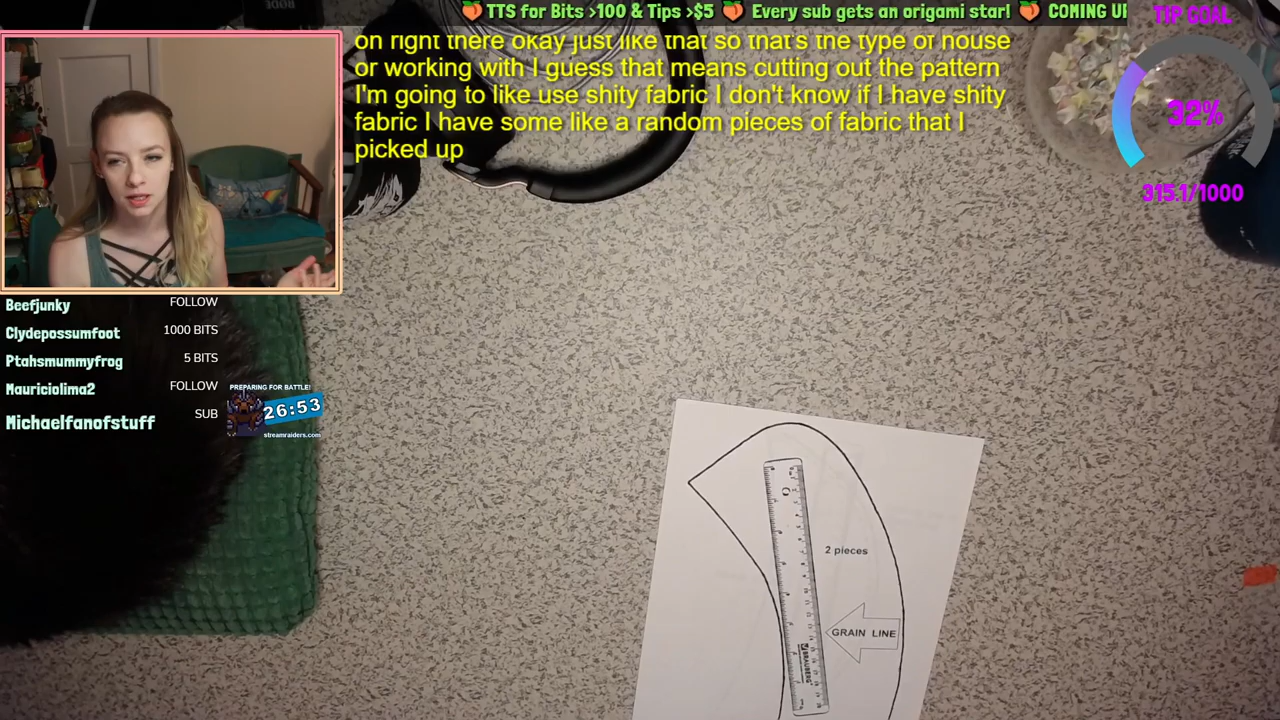 RODE
🍑 TTS for Bits >100 & Tips >$5 🍑 Every sub gets an origami star! 🍑 COMING UP
TIP GOAL
on right there okay just like that so that's the type of house
or working with I guess that means cutting out the pattern
I'm going to like use shity fabric I don't know if I have shity
fabric I have some like a random pieces of fabric that I
picked up
32%
315.1/1000
Beefjunky FOLLOW
Clydepossumfoot 1000 BITS
Ptahsmummyfrog 5 BITS
Mauriciolima2 FOLLOW
Michaelfanofstuff SUB
PREPARING FOR BATTLE!
26:53
streamraiders.com
2 pieces
GRAIN LINE
BRAUBERG